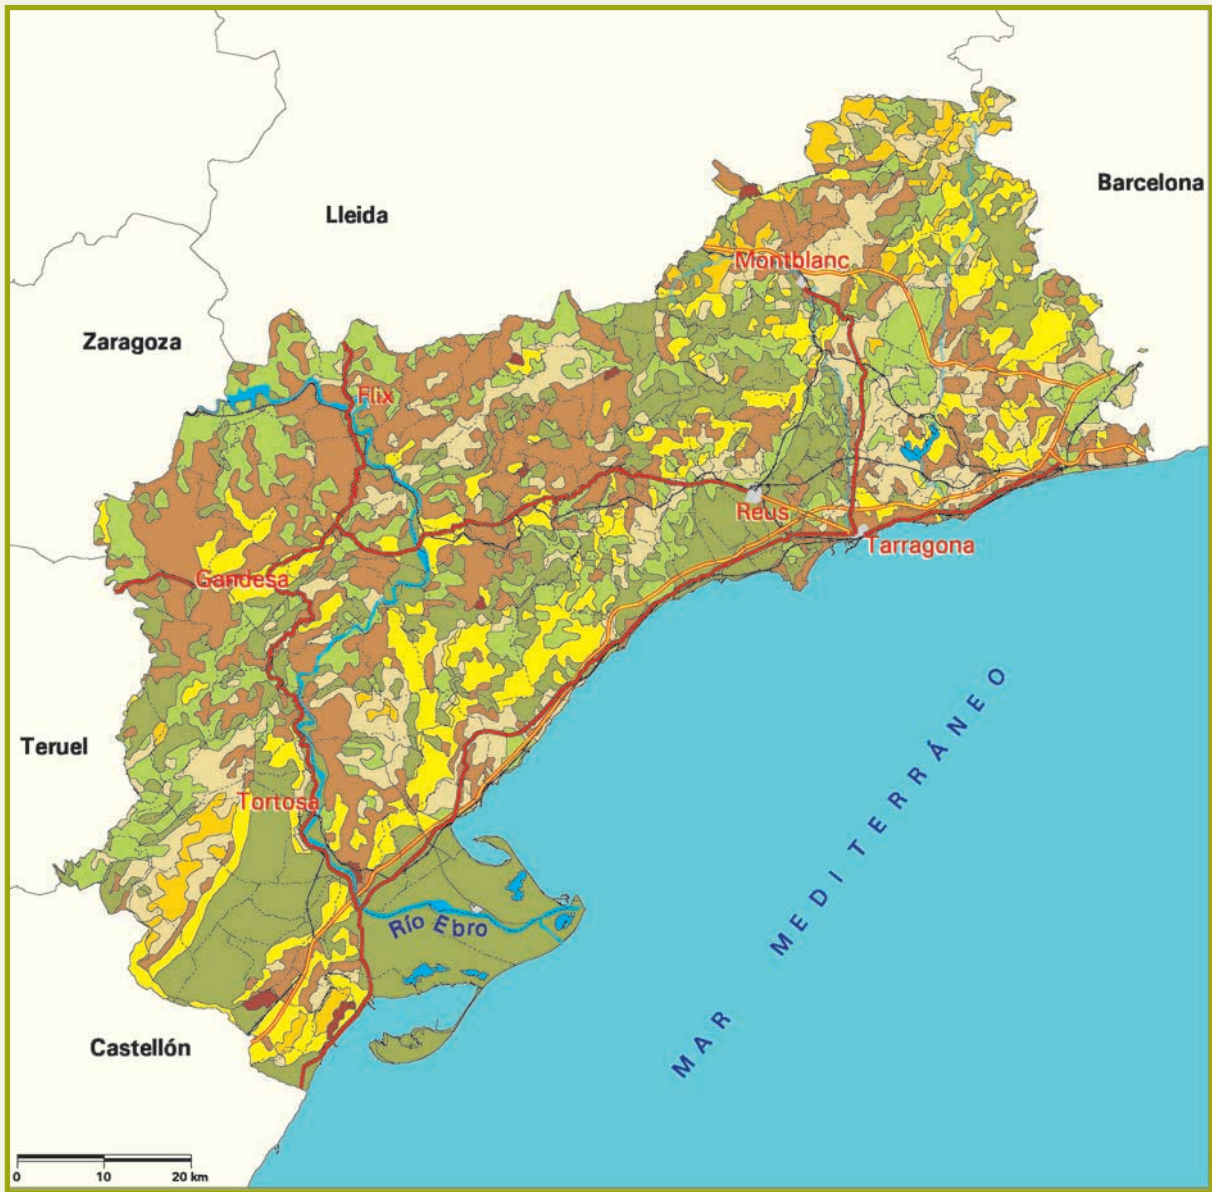 Barcelona
Lleida
Montblanc
Zaragoza
Flix
Reus
Tarragona
Gandesa
Teruel
Tortosa
Río Ebro
MAR MEDITERRÁNEO
Castellón
0 10 20 km